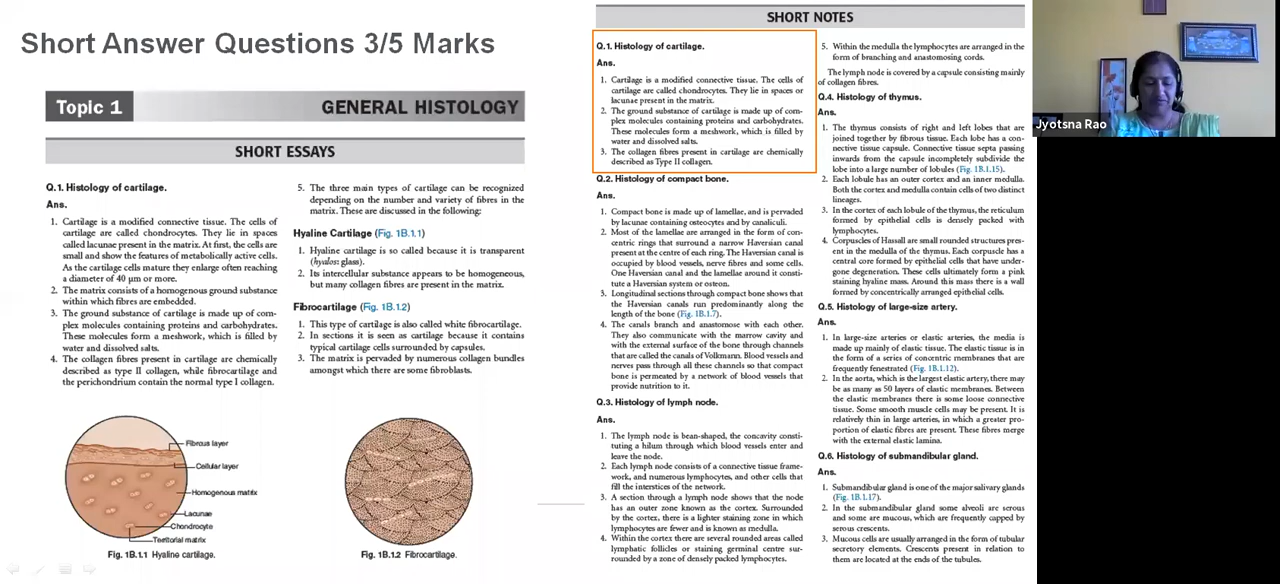 Short Answer Questions 3/5 Marks
Topic 1
GENERAL HISTOLOGY
SHORT ESSAYS
Q.1. Histology of cartilage.
Ans.
1. Cartilage is a modified connective tissue. The cells of
cartilage are called chondrocytes. They lie in spaces
called lacunae present in the matrix. At first, the cells are
small and show the features of metabolically active cells.
As the cartilage cells mature they enlarge often reaching
a diameter of 40 μm or more.
2. The matrix consists of a homogenous ground substance
within which fibres are embedded.
3. The ground substance of cartilage is made up of com-
plex molecules containing proteins and carbohydrates.
These molecules form a meshwork, which is filled by
water and dissolved salts.
4. The collagen fibres present in cartilage are chemically
described as type II collagen, while fibrocartilage and
the perichondrium contain the normal type I collagen.
5. The three main types of cartilage can be recognized
depending on the number and variety of fibres in the
matrix. These are discussed in the following:
Hyaline Cartilage (Fig. 1B.1.1)
1. Hyaline cartilage is so called because it is transparent
(hyalos: glass).
2. Its intercellular substance appears to be homogeneous,
but many collagen fibres are present in the matrix.
Fibrocartilage (Fig. 1B.1.2)
1. This type of cartilage is also called white fibrocartilage.
2. In sections it is seen as cartilage because it contains
typical cartilage cells surrounded by capsules.
3. The matrix is pervaded by numerous collagen bundles
amongst which there are some fibroblasts.
Fibrous layer
Cellular layer
Homogenous matrix
Lacunae
Chondrocyte
Territorial matrix
Fig. 1B.1.1 Hyaline cartilage.
Fig. 1B.1.2 Fibrocartilage.
SHORT NOTES
Q.1. Histology of cartilage.
Ans.
1. Cartilage is a modified connective tissue. The cells of
cartilage are called chondrocytes. They lie in spaces or
lacunae present in the matrix.
2. The ground substance of cartilage is made up of com-
plex molecules containing proteins and carbohydrates.
These molecules form a meshwork, which is filled by
water and dissolved salts.
3. The collagen fibres present in cartilage are chemically
described as Type II collagen.
Q.2. Histology of compact bone.
Ans.
1. Compact bone is made up of lamellae, and is pervaded
by lacunae containing osteocytes and by canaliculi.
2. Most of the lamellae are arranged in the form of con-
centric rings that surround a narrow Haversian canal
present at the centre of each ring. The Haversian canal is
occupied by blood vessels, nerve fibres and some cells.
One Haversian canal and the lamellae around it consti-
tute a Haversian system or osteon.
3. Longitudinal sections through compact bone shows that
the Haversian canals run predominantly along the
length of the bone (Fig. 1B.1.7).
4. The canals branch and anastomose with each other.
They also communicate with the marrow cavity and
with the external surface of the bone through channels
that are called the canals of Volkmann. Blood vessels and
nerves pass through all these channels so that compact
bone is permeated by a network of blood vessels that
provide nutrition to it.
Q.3. Histology of lymph node.
Ans.
1. The lymph node is bean-shaped, the concavity consti-
tuting a hilum through which blood vessels enter and
leave the node.
2. Each lymph node consists of a connective tissue frame-
work, and numerous lymphocytes, and other cells that
fill the interstices of the network.
3. A section through a lymph node shows that the node
has an outer zone known as the cortex. Surrounded
by the cortex, there is a lighter staining zone in which
lymphocytes are fewer and is known as medulla.
4. Within the cortex there are several rounded areas called
lymphatic follicles or staining germinal centre sur-
rounded by a zone of densely packed lymphocytes.
5. Within the medulla the lymphocytes are arranged in the
form of branching and anastomosing cords.
The lymph node is covered by a capsule consisting mainly
of collagen fibres.
Q.4. Histology of thymus.
Ans.
1. The thymus consists of right and left lobes that are
joined together by fibrous tissue. Each lobe has a con-
nective tissue capsule. Connective tissue septa passing
inwards from the capsule incompletely subdivide the
lobe into a large number of lobules (Fig. 1B.1.15).
2. Each lobule has an outer cortex and an inner medulla.
Both the cortex and medulla contain cells of two distinct
lineages.
3. In the cortex of each lobule of the thymus, the reticulum
formed by epithelial cells is densely packed with
lymphocytes.
4. Corpuscles of Hassall are small rounded structures pres-
ent in the medulla of the thymus. Each corpuscle has a
central core formed by epithelial cells that have under-
gone degeneration. These cells ultimately form a pink
staining hyaline mass. Around this mass there is a wall
formed by concentrically arranged epithelial cells.
Q.5. Histology of large-size artery.
Ans.
1. In large-size arteries or elastic arteries, the media is
made up mainly of elastic tissue. The elastic tissue is in
the form of a series of concentric membranes that are
frequently fenestrated (Fig. 1B.1.12).
2. In the aorta, which is the largest elastic artery, there may
be as many as 50 layers of elastic membranes. Between
the elastic membranes there is some loose connective
tissue. Some smooth muscle cells may be present. It is
relatively thin in large arteries, in which a greater pro-
portion of elastic fibres are present. These fibres merge
with the external elastic lamina.
Q.6. Histology of submandibular gland.
Ans.
1. Submandibular gland is one of the major salivary glands
(Fig. 1B.1.17).
2. In the submandibular gland some alveoli are serous
and some are mucous, which are frequently capped by
serous crescents.
3. Mucous cells are usually arranged in the form of tubular
secretory elements. Crescents present in relation to
them are located at the ends of the tubules.
Jyotsna Rao